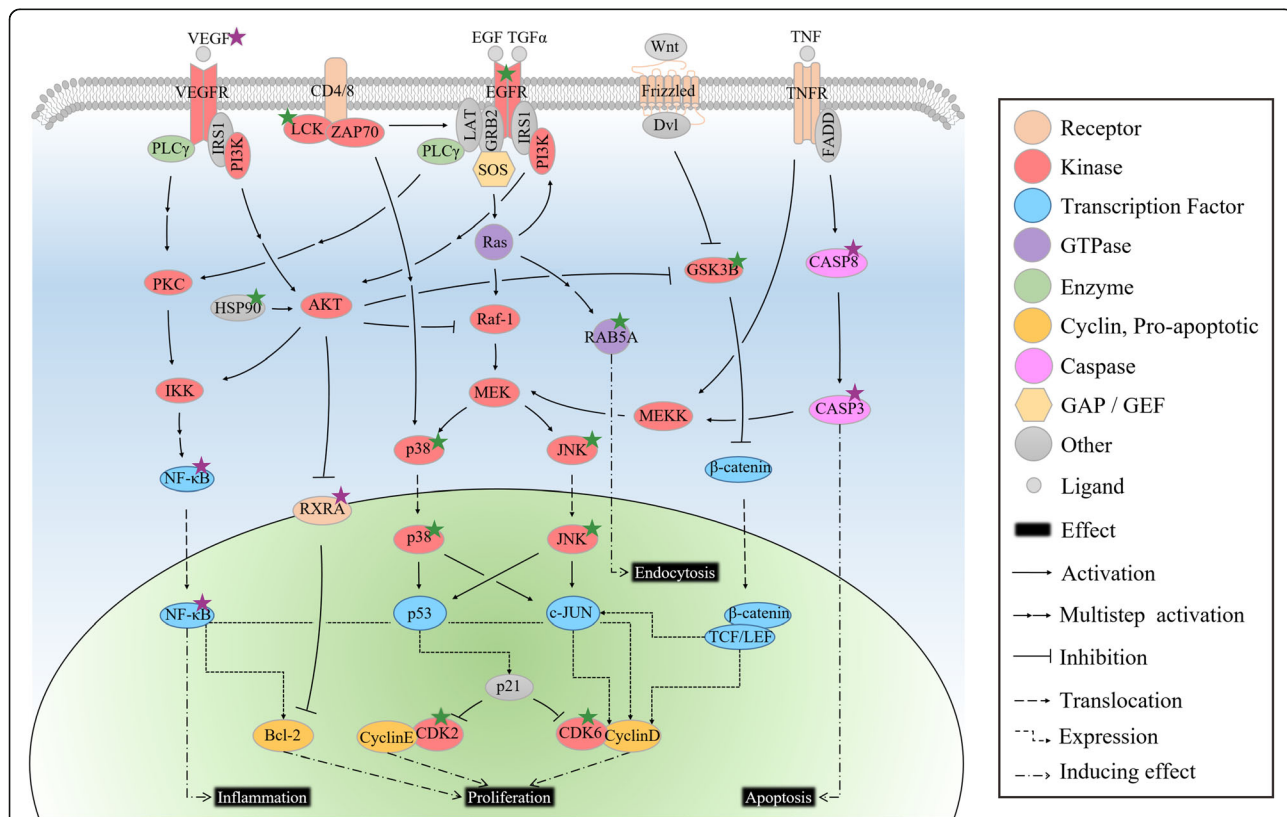 VEGF
EGF TGFα
Wnt
TNF
VEGFR
CD4/8
EGFR
Frizzled
TNFR
LCK
ZAP70
LAT
GRB2
IRS1
Dvl
FADD
PLCγ
IRS1
PI3K
PLCγ
SOS
PI3K
Ras
GSK3B
CASP8
PKC
HSP90
AKT
Raf-1
RAB5A
IKK
MEK
MEKK
CASP3
p38
JNK
NF-κB
β-catenin
RXRA
p38
JNK
Endocytosis
NF-κB
p53
c-JUN
β-catenin
TCF/LEF
p21
Bcl-2
CyclinE
CDK2
CDK6
CyclinD
Inflammation
Proliferation
Apoptosis
Receptor
Kinase
Transcription Factor
GTPase
Enzyme
Cyclin, Pro-apoptotic
Caspase
GAP / GEF
Other
Ligand
Effect
Activation
Multistep activation
Inhibition
Translocation
Expression
Inducing effect